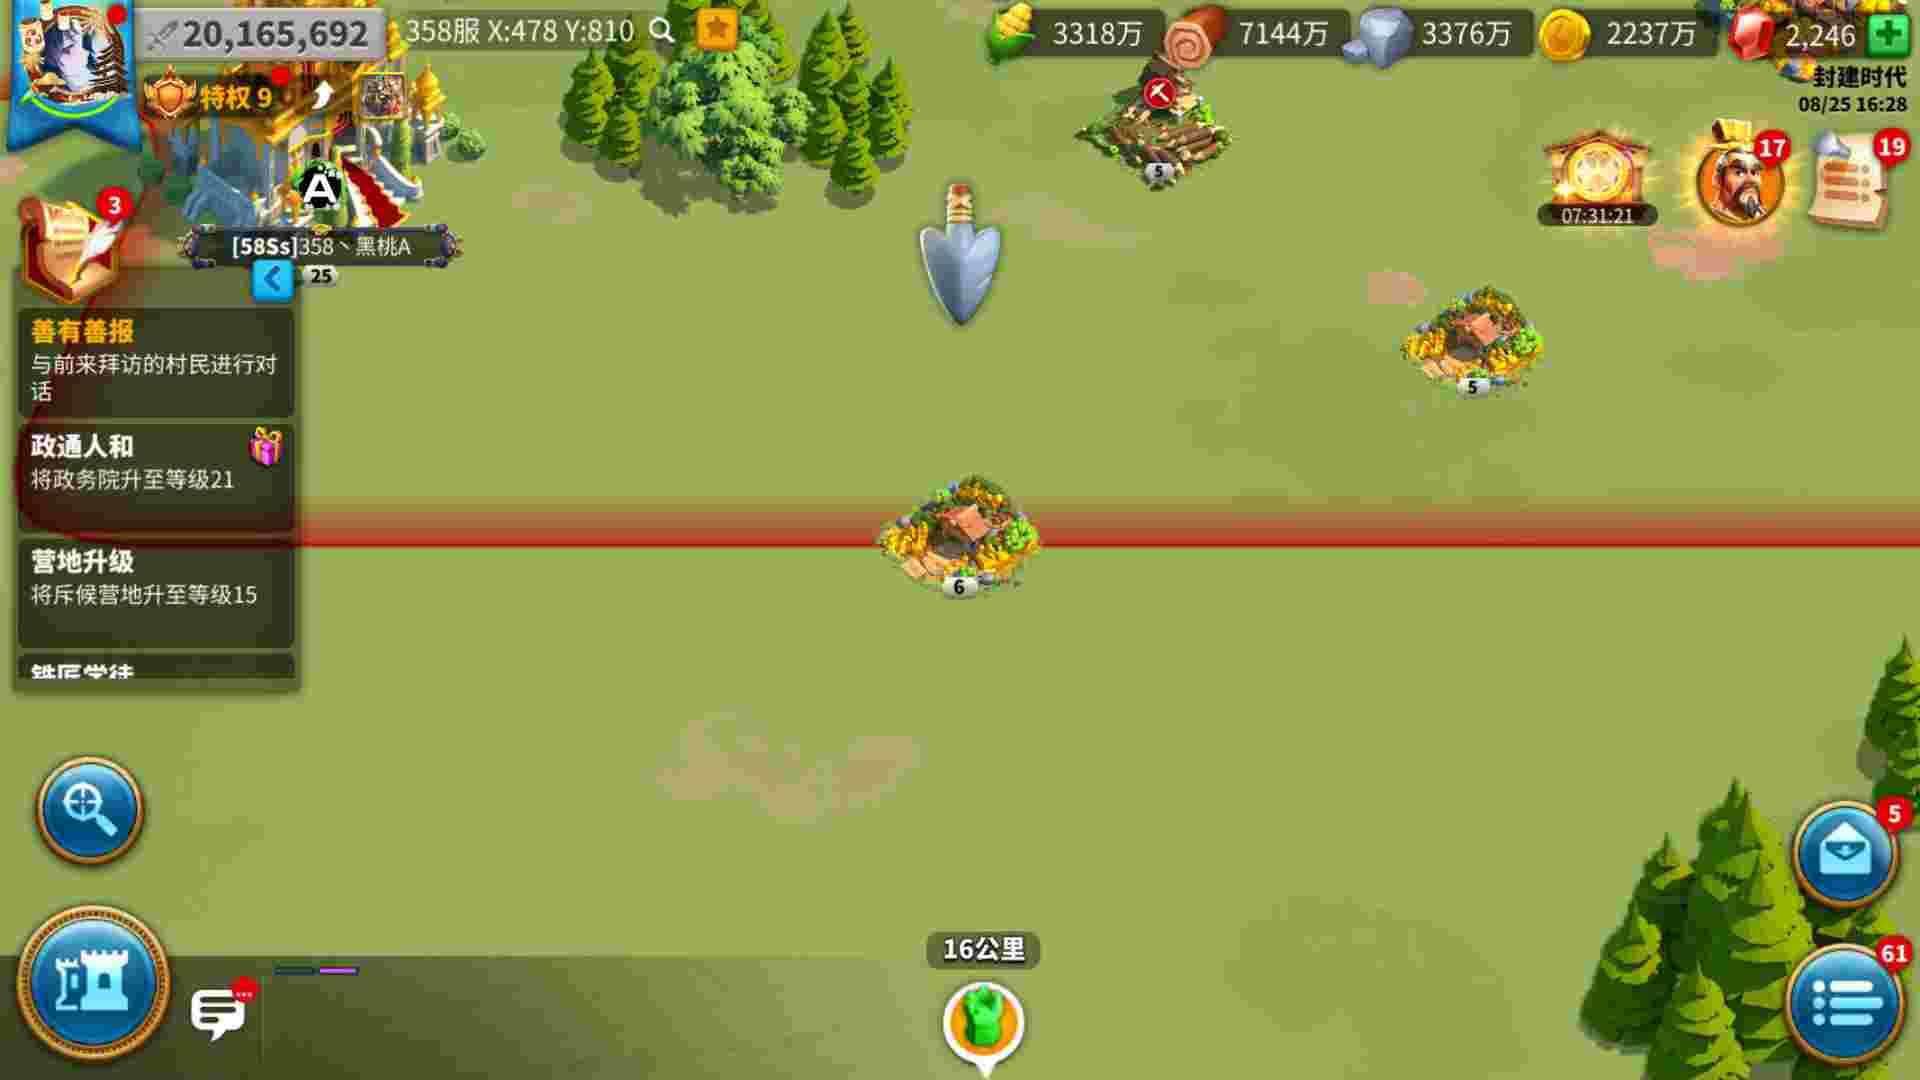 20,165,692
358服 X:478 Y:810
3318万
7144万
3376万
2237万
2,246
特权 9
封建时代
08/25 16:28
5
07:31:21
17
19
3
A
[58Ss]358丶黑桃A
25
善有善报
与前来拜访的村民进行对
话
5
政通人和
将政务院升至等级21
营地升级
将斥候营地升至等级15
6
铁匠学徒
5
16公里
61